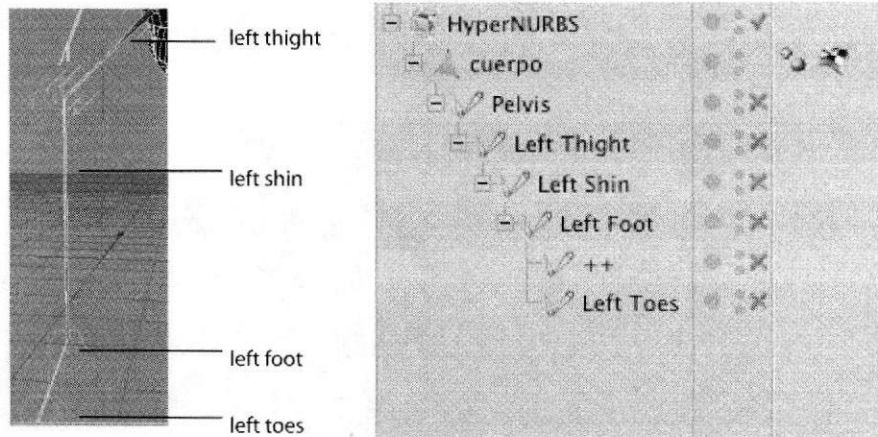 left thight
left shin
left foot
left toes
HyperNURBS
cuerpo
Pelvis
Left Thight
Left Shin
Left Foot
++
Left Toes